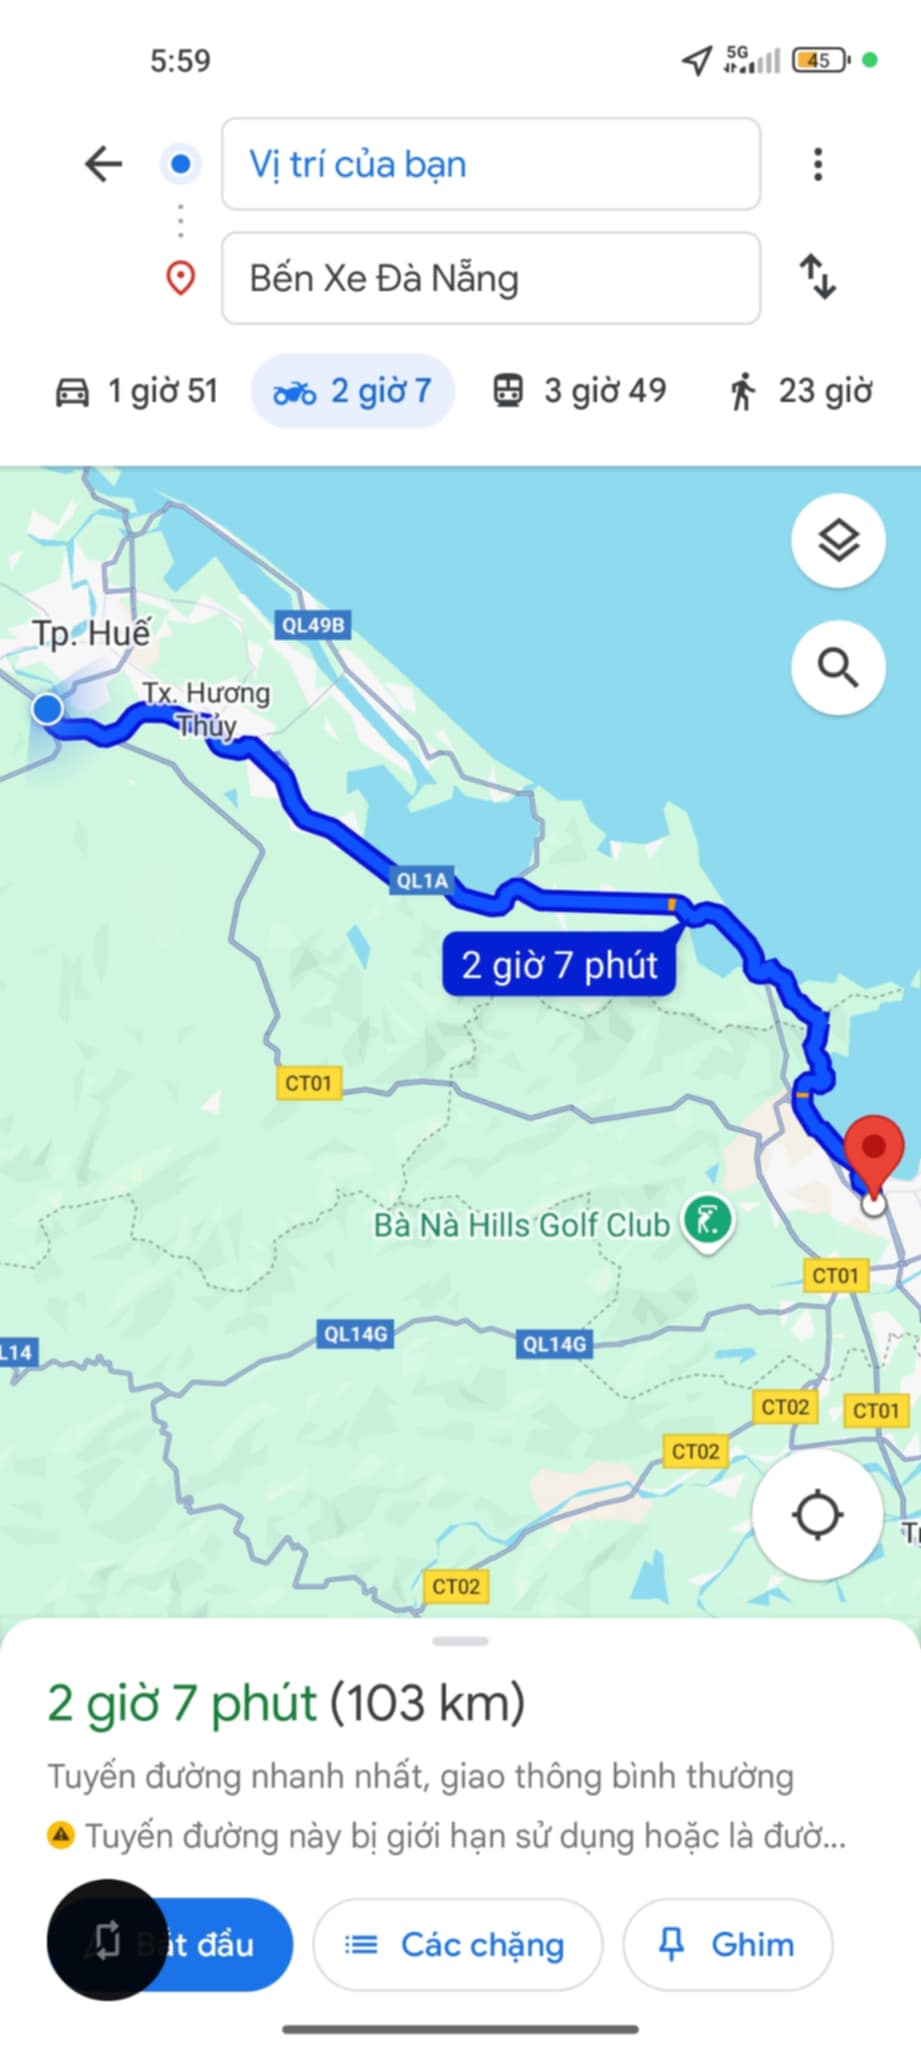 5:59
5G
45
Vị trí của bạn
Bến Xe Đà Nẵng
1 giờ 51
2 giờ 7
3 giờ 49
23 giờ
QL49B
Tp. Huế
Tx. Hương
Thủy
QL1A
2 giờ 7 phút
CT01
Bà Nà Hills Golf Club
CT01
QL14G
QL14G
L14
CT02
CT01
CT02
CT02
2 giờ 7 phút (103 km)
Tuyến đường nhanh nhất, giao thông bình thường
Tuyến đường này bị giới hạn sử dụng hoặc là đườ...
Bắt đầu
Các chặng
Ghim